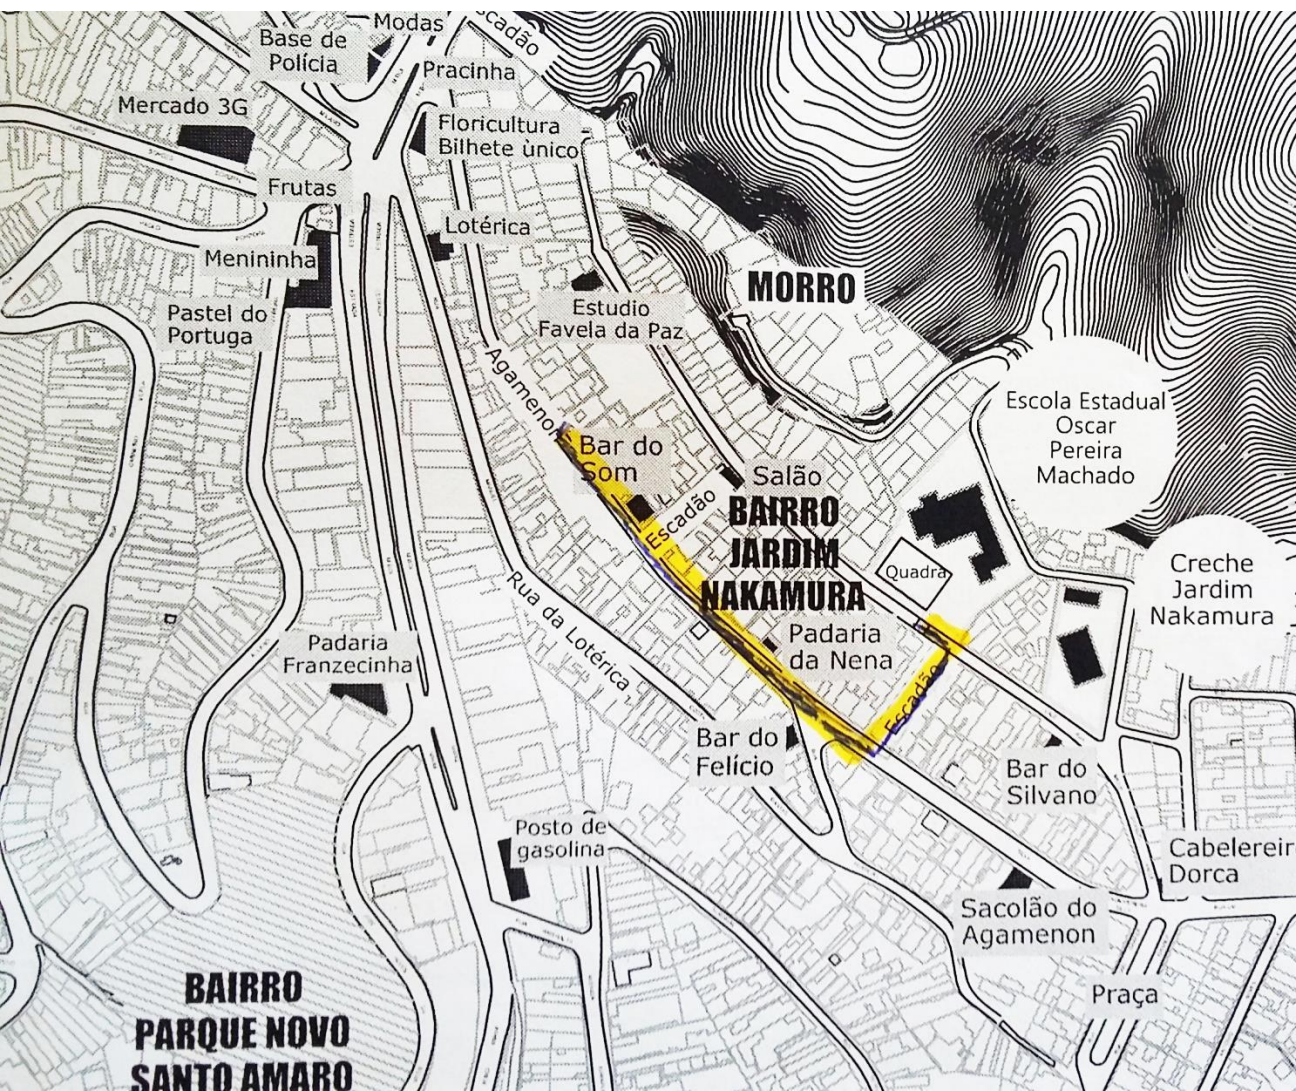 Modas
Escadão
Base de
Polícia
Pracinha
Mercado 3G
Floricultura
Bilhete ùnico
Frutas
Lotérica
Menininha
MORRO
Pastel do
Portuga
Estudio
Favela da Paz
Agamenon
Escola Estadual
Oscar
Pereira
Machado
Bar do
Som
Salão
Escadão
BAIRRO
JARDIM
NAKAMURA
Quadra
Creche
Jardim
Nakamura
Rua da Lotérica
Padaria
da Nena
Padaria
Franzecinha
Escadão
Bar do
Felício
Bar do
Silvano
Posto de
gasolina
Cabelereir
Dorca
Sacolão do
Agamenon
Praça
BAIRRO
PARQUE NOVO
SANTO AMARO